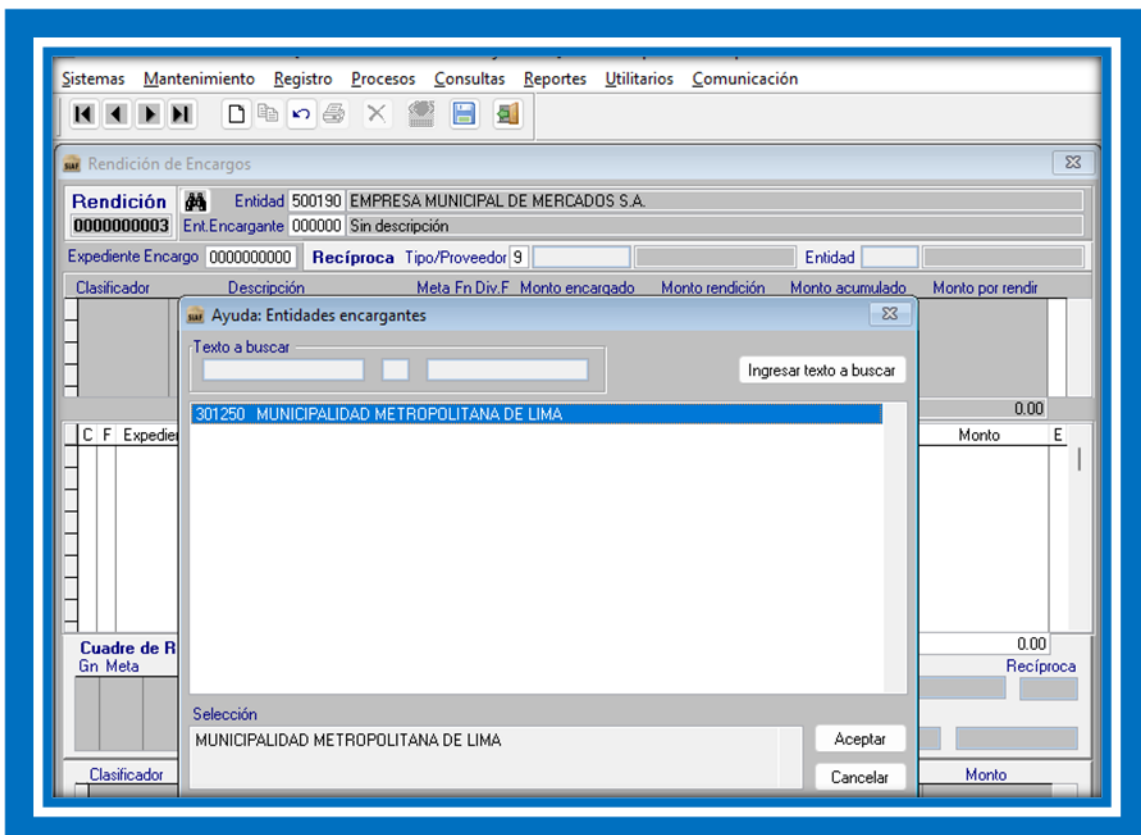 Sistemas Mantenimiento Registro Procesos Consultas Reportes Utilitarios Comunicación
SIAF Rendición de Encargos
Rendición Entidad 500190 EMPRESA MUNICIPAL DE MERCADOS S.A.
0000000003 Ent.Encargante 000000 Sin descripción
Expediente Encargo 0000000000 Recíproca Tipo/Proveedor 9 Entidad
Clasificador Descripción Meta Fn Div.F Monto encargado Monto rendición Monto acumulado Monto por rendir
SIAF Ayuda: Entidades encargantes
Texto a buscar
Ingresar texto a buscar
301250 MUNICIPALIDAD METROPOLITANA DE LIMA
0.00
C F Expedie Monto E
Cuadre de R 0.00
Gn Meta Recíproca
Selección
MUNICIPALIDAD METROPOLITANA DE LIMA Aceptar
Cancelar
Clasificador Monto